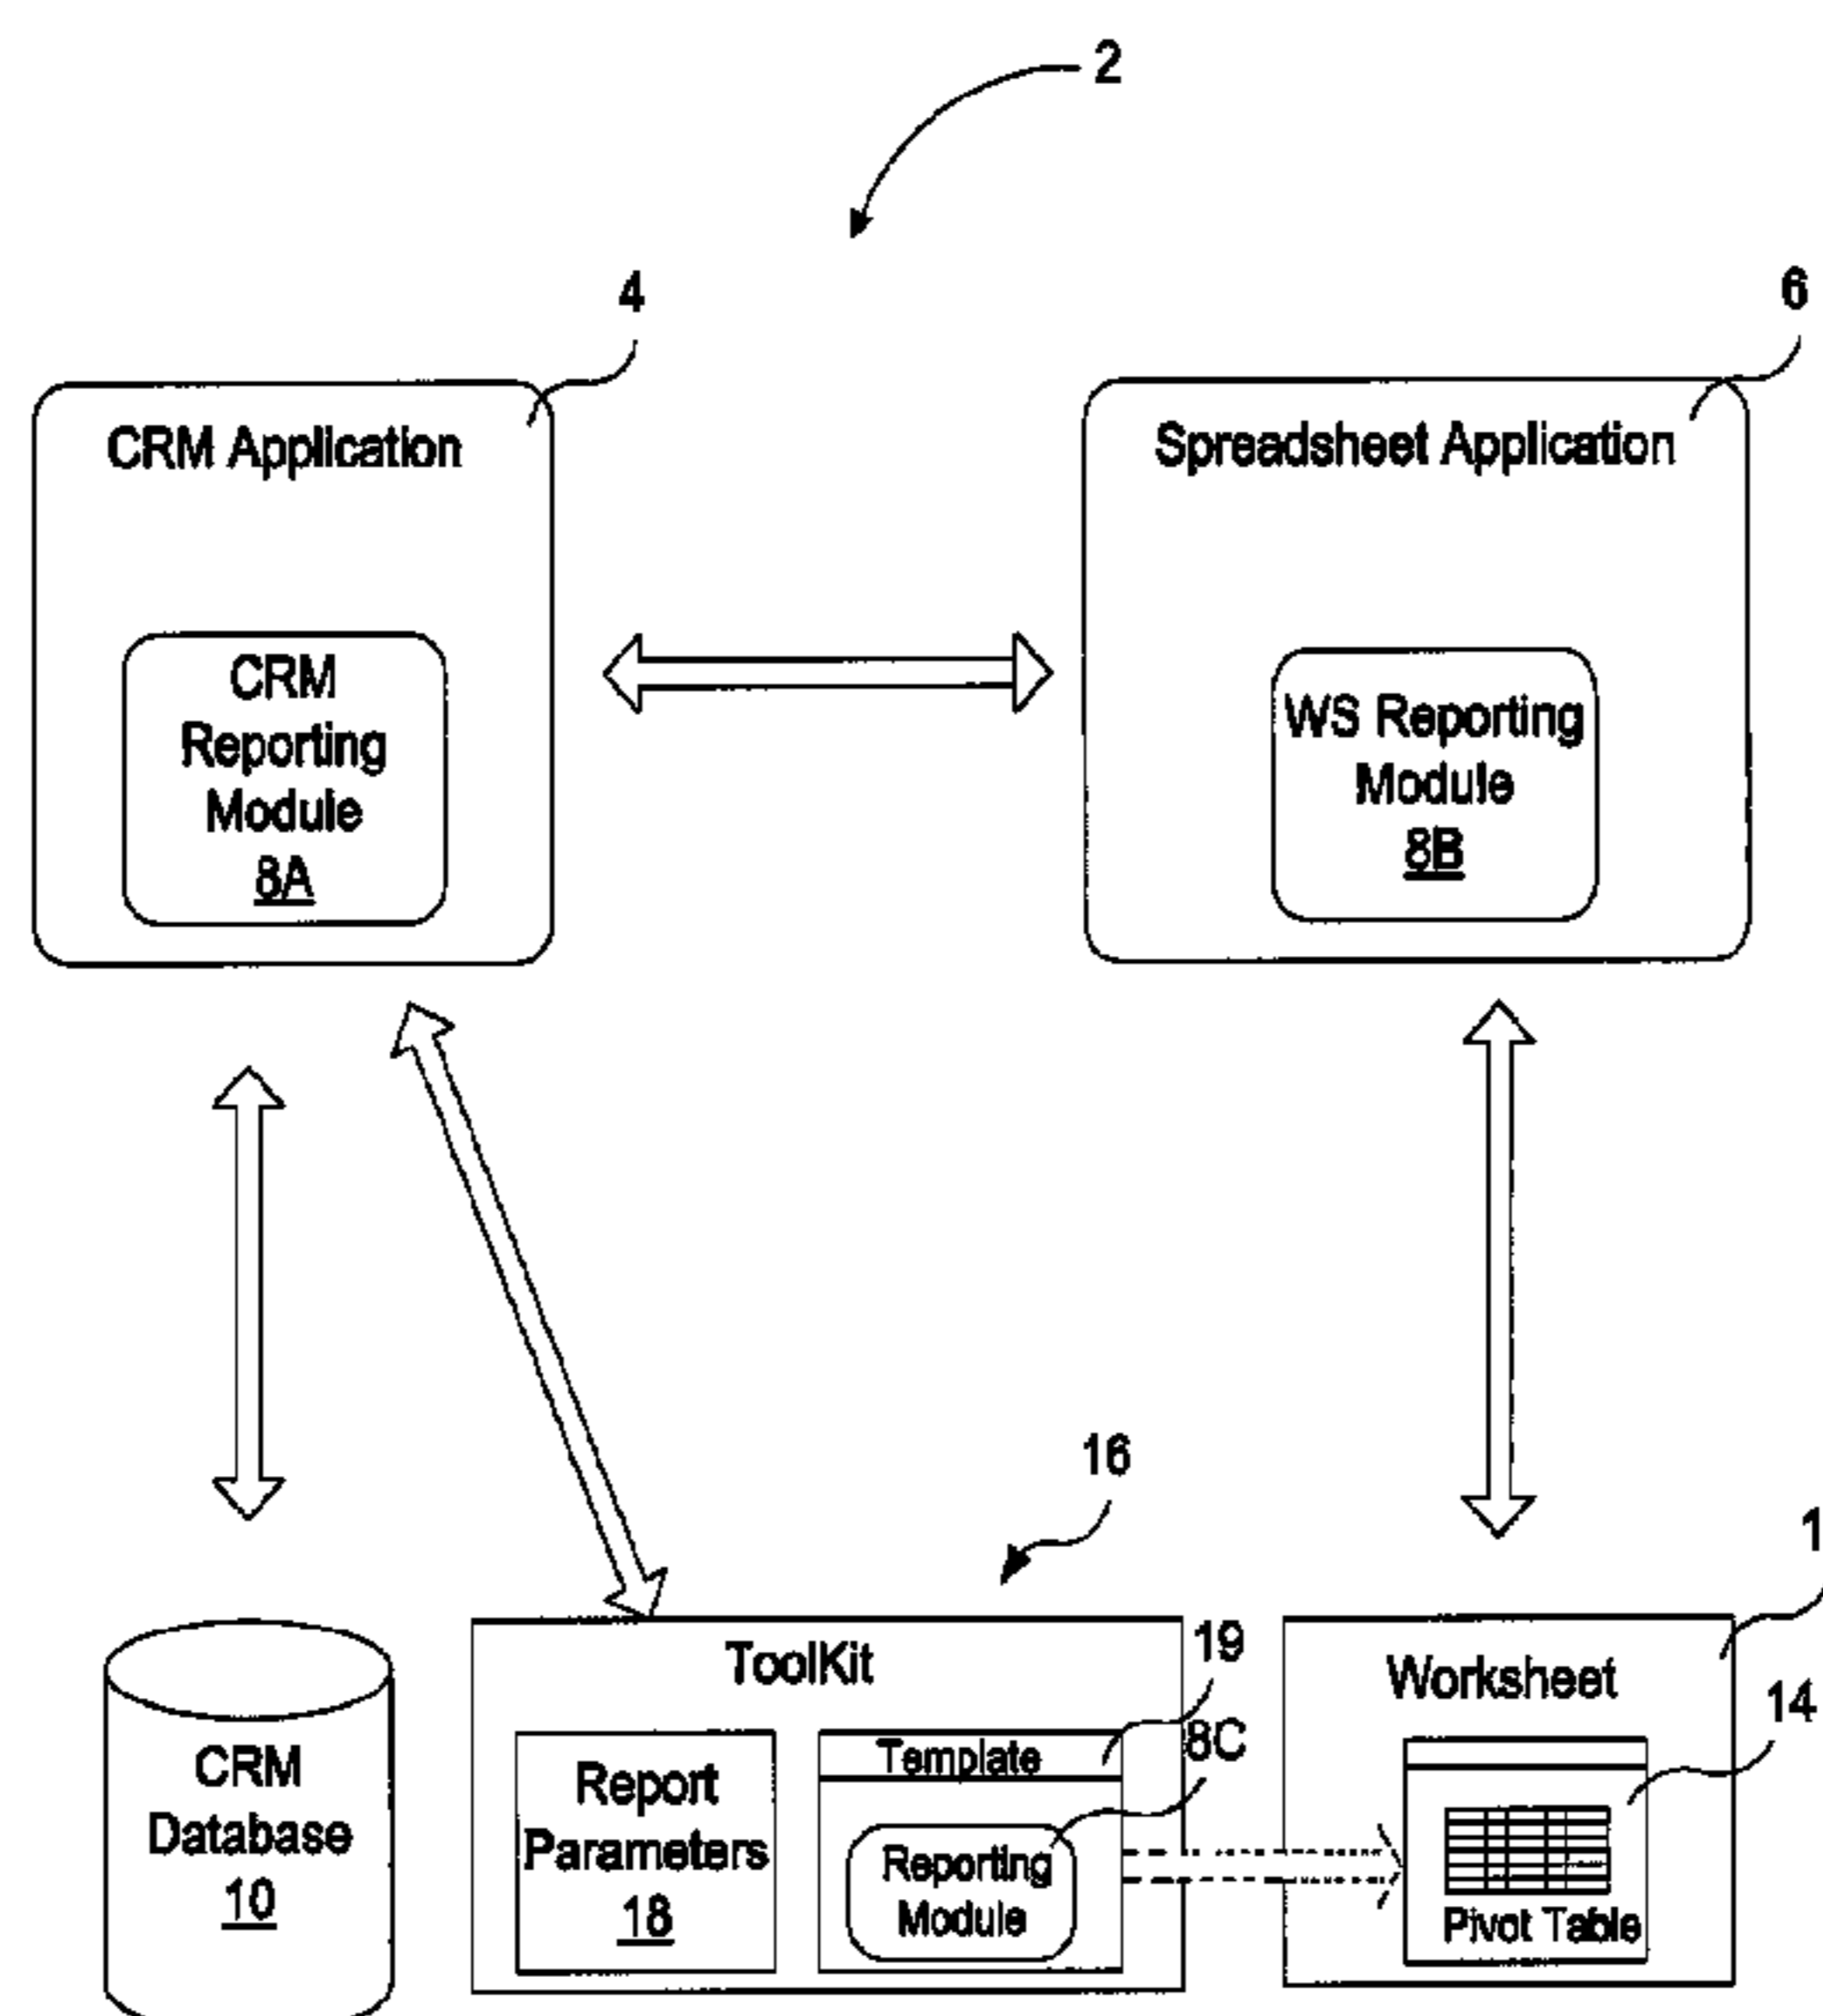 2
4
6
CRM Application
Spreadsheet Application
CRM
Reporting
Module
8A
WS Reporting
Module
8B
16
1
ToolKit
19
Worksheet
14
8C
Template
CRM
Database
10
Report
Parameters
18
Reporting
Module
Pivot Table